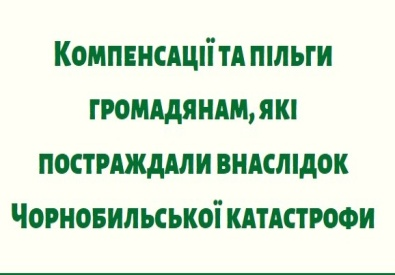 Компенсації та пільги
громадянам, які
постраждали внаслідок
Чорнобильської катастрофи